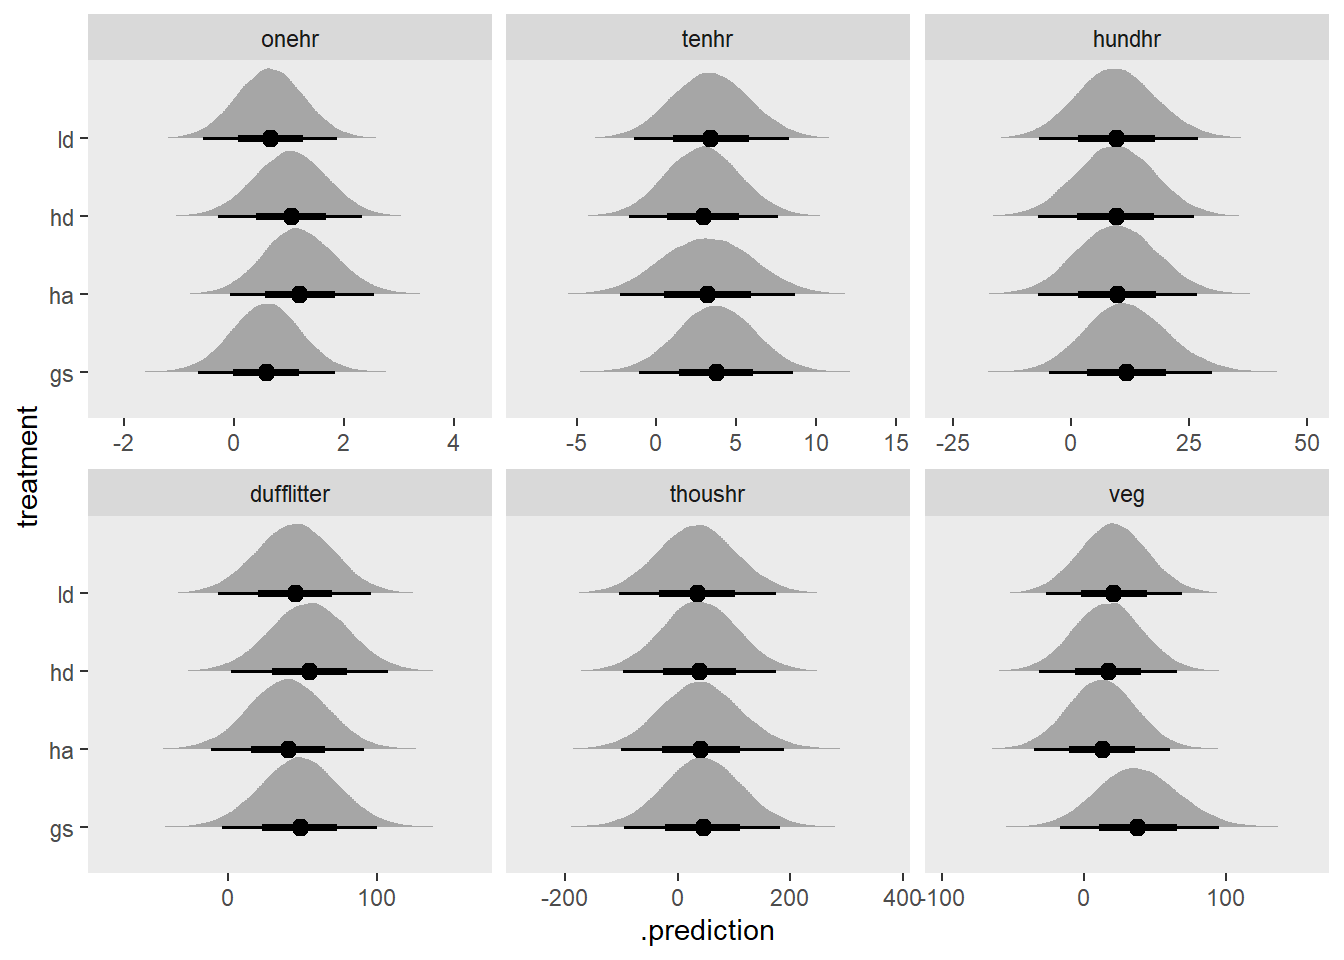 onehr tenhr hundhr
ld
hd
ha
gs
-2 0 2 4 -5 0 5 10 15 -25 0 25 50
treatment
dufflitter thoushr veg
ld
hd
ha
gs
0 100 -200 0 200 400 -100 0 100
.prediction